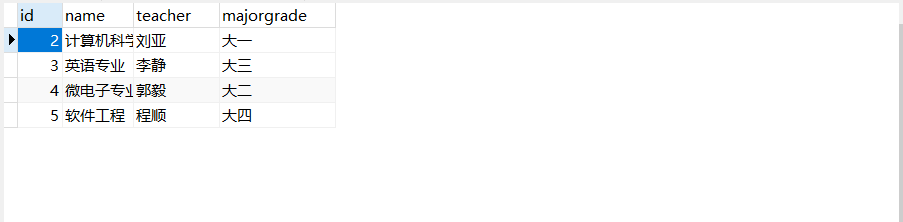 id name teacher majorgrade
2 计算机科学 刘亚 大一
3 英语专业 李静 大三
4 微电子专业 郭毅 大二
5 软件工程 程顺 大四